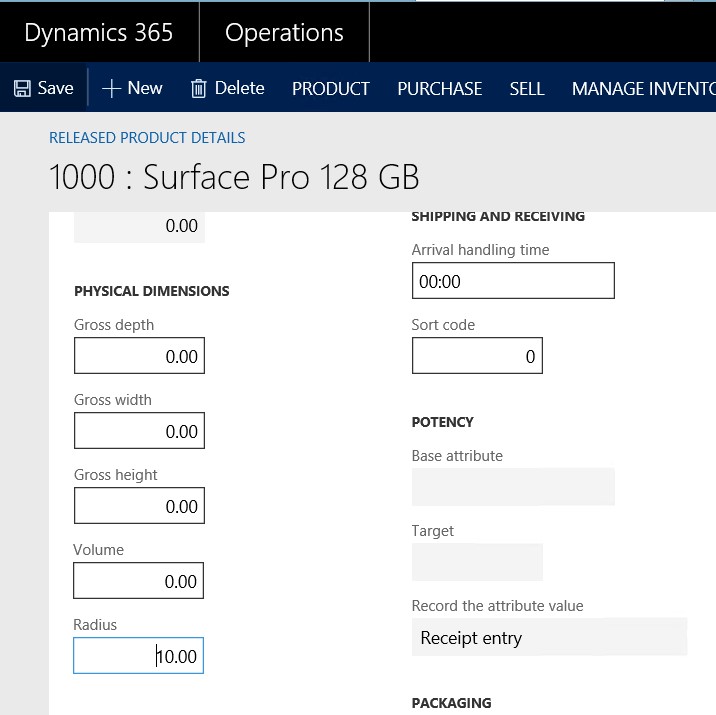 Dynamics 365 Operations
Save New Delete PRODUCT PURCHASE SELL MANAGE INVENTO
RELEASED PRODUCT DETAILS
1000 : Surface Pro 128 GB
0.00
PHYSICAL DIMENSIONS
Gross depth
0.00
Gross width
0.00
Gross height
0.00
Volume
0.00
Radius
10.00
SHIPPING AND RECEIVING
Arrival handling time
00:00
Sort code
0
POTENCY
Base attribute
Target
Record the attribute value
Receipt entry
PACKAGING